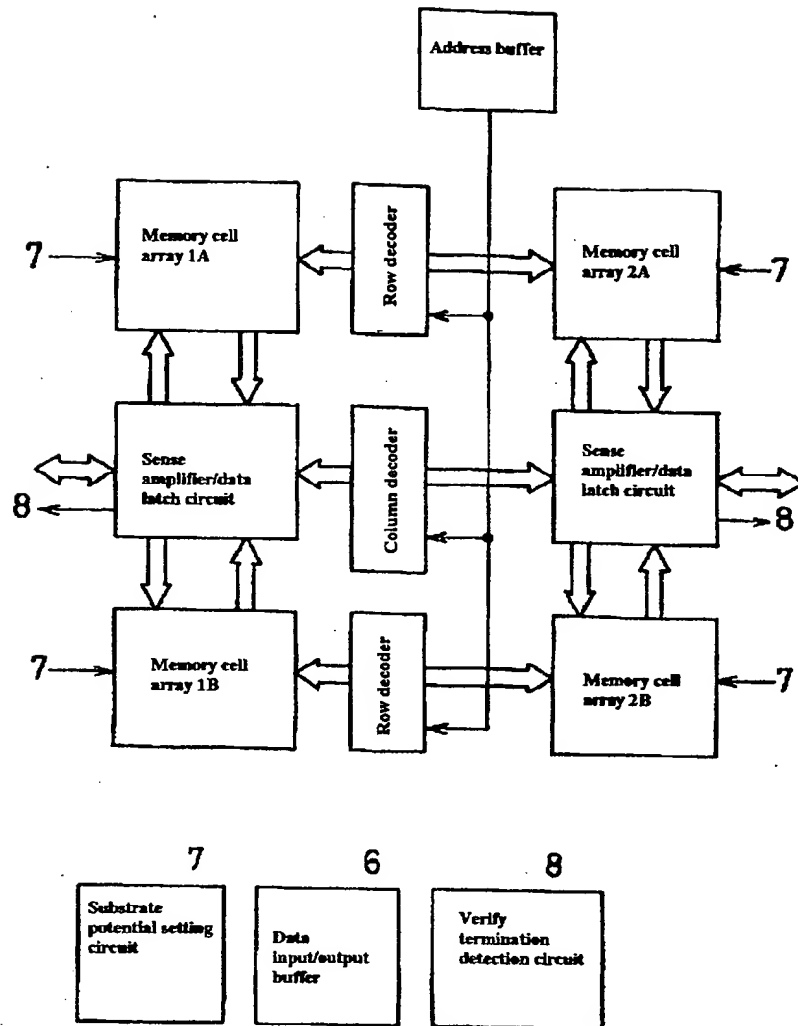 Address buffer
Memory cell
array 1A
Row decoder
Memory cell
array 2A
7
7
Sense
amplifier/data
latch circuit
Column decoder
Sense
amplifier/data
latch circuit
8
8
Memory cell
array 1B
Row decoder
Memory cell
array 2B
7
7
7
6
8
Substrate
potential setting
circuit
Data
input/output
buffer
Verify
termination
detection circuit